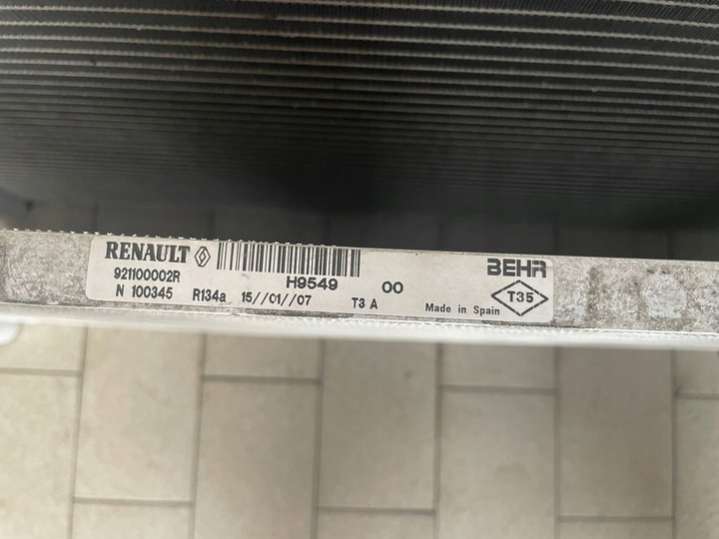 RENAULT
921100002R
N 100345 R134a 15//01//07 T3 A
H9549 00
BEHR
T35
Made in Spain